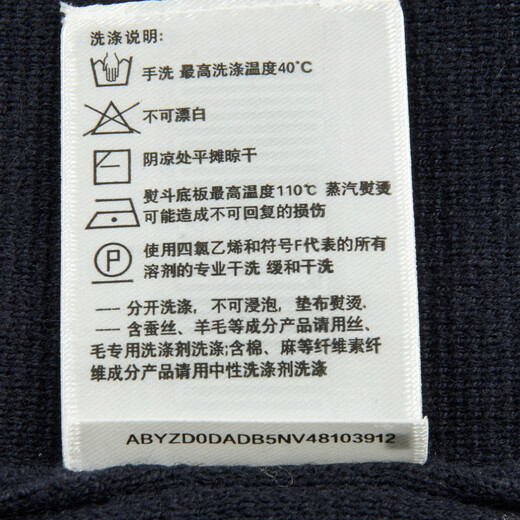 洗涤说明:
手洗 最高洗涤温度40℃
不可漂白
阴凉处平摊晾干
熨斗底板最高温度110℃ 蒸汽熨烫
可能造成不可回复的损伤
P
使用四氯乙烯和符号F代表的所有
溶剂的专业干洗 缓和干洗
---- 分开洗涤, 不可浸泡, 垫布熨烫.
---- 含蚕丝、羊毛等成分产品请用丝、
毛专用洗涤剂洗涤;含棉、麻等纤维素纤
维成分产品请用中性洗涤剂洗涤
ABYZD0DADB5NV48103912